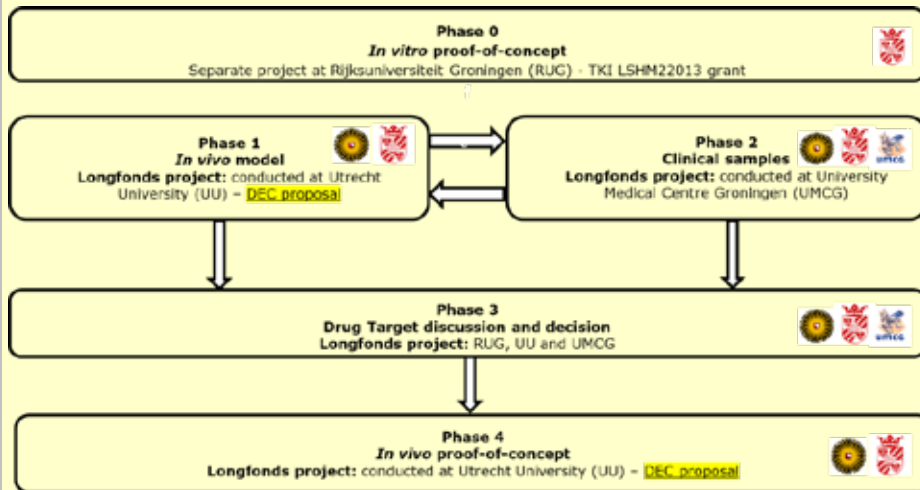 Phase 0
In vitro proof-of-concept
Separate project at Rijksuniversiteit Groningen (RUG) - TKI LSHM22013 grant
Phase 1
In vivo model
Longfonds project: conducted at Utrecht
University (UU) – DEC proposal
Phase 2
Clinical samples
Longfonds project: conducted at University
Medical Centre Groningen (UMCG)
umcg
Phase 3
Drug Target discussion and decision
Longfonds project: RUG, UU and UMCG
umcg
Phase 4
In vivo proof-of-concept
Longfonds project: conducted at Utrecht University (UU) – DEC proposal